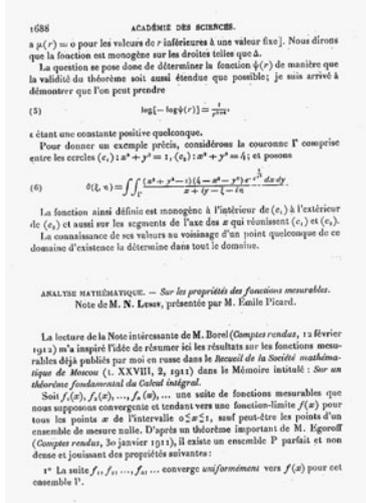 1688 ACADÉMIE DES SCIENCES.
a μ(r) = 0 pour les valeurs de r inférieures à une valeur fixe]. Nous dirons
que la fonction est monogène sur les droites telles que Δ.
La question se pose donc de déterminer la fonction ψ(r) de manière que
la validité du théorème soit aussi étendue que possible; je suis arrivé à
démontrer que l'on peut prendre
(5) log[-logψ(r)] =
ε étant une constante positive quelconque.
Pour donner un exemple précis, considérons la couronne Γ comprise
entre les cercles (c₁): x² + y² = 1, (c₂): x² + y² = 4; et posons
(6)
La fonction ainsi définie est monogène à l'intérieur de (c₁) à l'extérieur
de (c₂) et aussi sur les segments de l'axe des x qui réunissent (c₁) et (c₂).
La connaissance de ses valeurs au voisinage d'un point quelconque de ce
domaine d'existence la détermine dans tout le domaine.
ANALYSE MATHÉMATIQUE. — Sur les propriétés des fonctions mesurables.
Note de M. N. Lusin, présentée par M. Émile Picard.
La lecture de la Note intéressante de M. Borel (Comptes rendus, 12 février
1912) m'a inspiré l'idée de résumer ici les résultats sur les fonctions mesu-
rables déjà publiés par moi en russe dans le Recueil de la Société mathéma-
tique de Moscou (t. XXVIII, 2, 1911) dans le Mémoire intitulé : Sur un
théorème fondamental du Calcul intégral.
Soit f₁(x), f₂(x), ..., fₙ(x), ... une suite de fonctions mesurables que
nous supposons convergente et tendant vers une fonction-limite f(x) pour
tous les points x de l'intervalle 0≤x≤1, sauf peut-être les points d'un
ensemble de mesure nulle. D'après un théorème important de M. Egoroff
(Comptes rendus, 30 janvier 1911), il existe un ensemble P parfait et non
dense et jouissant des propriétés suivantes :
1° La suite f₁, f₂, ..., fₙ, ... converge uniformément vers f(x) pour cet
ensemble P.